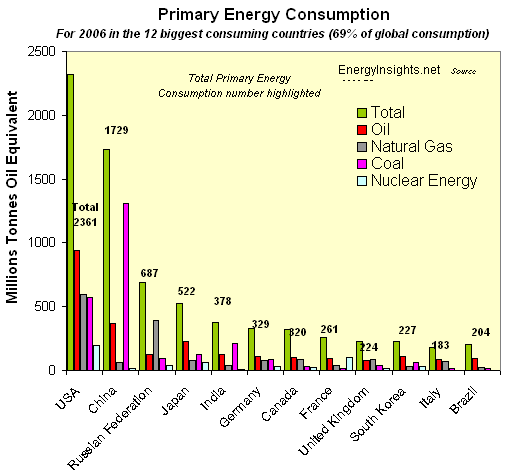 Primary Energy Consumption
For 2006 in the 12 biggest consuming countries (69% of global consumption)
Millions Tonnes Oil Equivalent
2500
2000
1500
1000
500
0
Total Primary Energy
Consumption number highlighted
EnergyInsights.net Source
Total
Oil
Natural Gas
Coal
Nuclear Energy
Total
2361
1729
687
522
378
329
320
261
224
227
183
204
USA
China
Russian Federation
Japan
India
Germany
Canada
France
United Kingdom
South Korea
Italy
Brazil